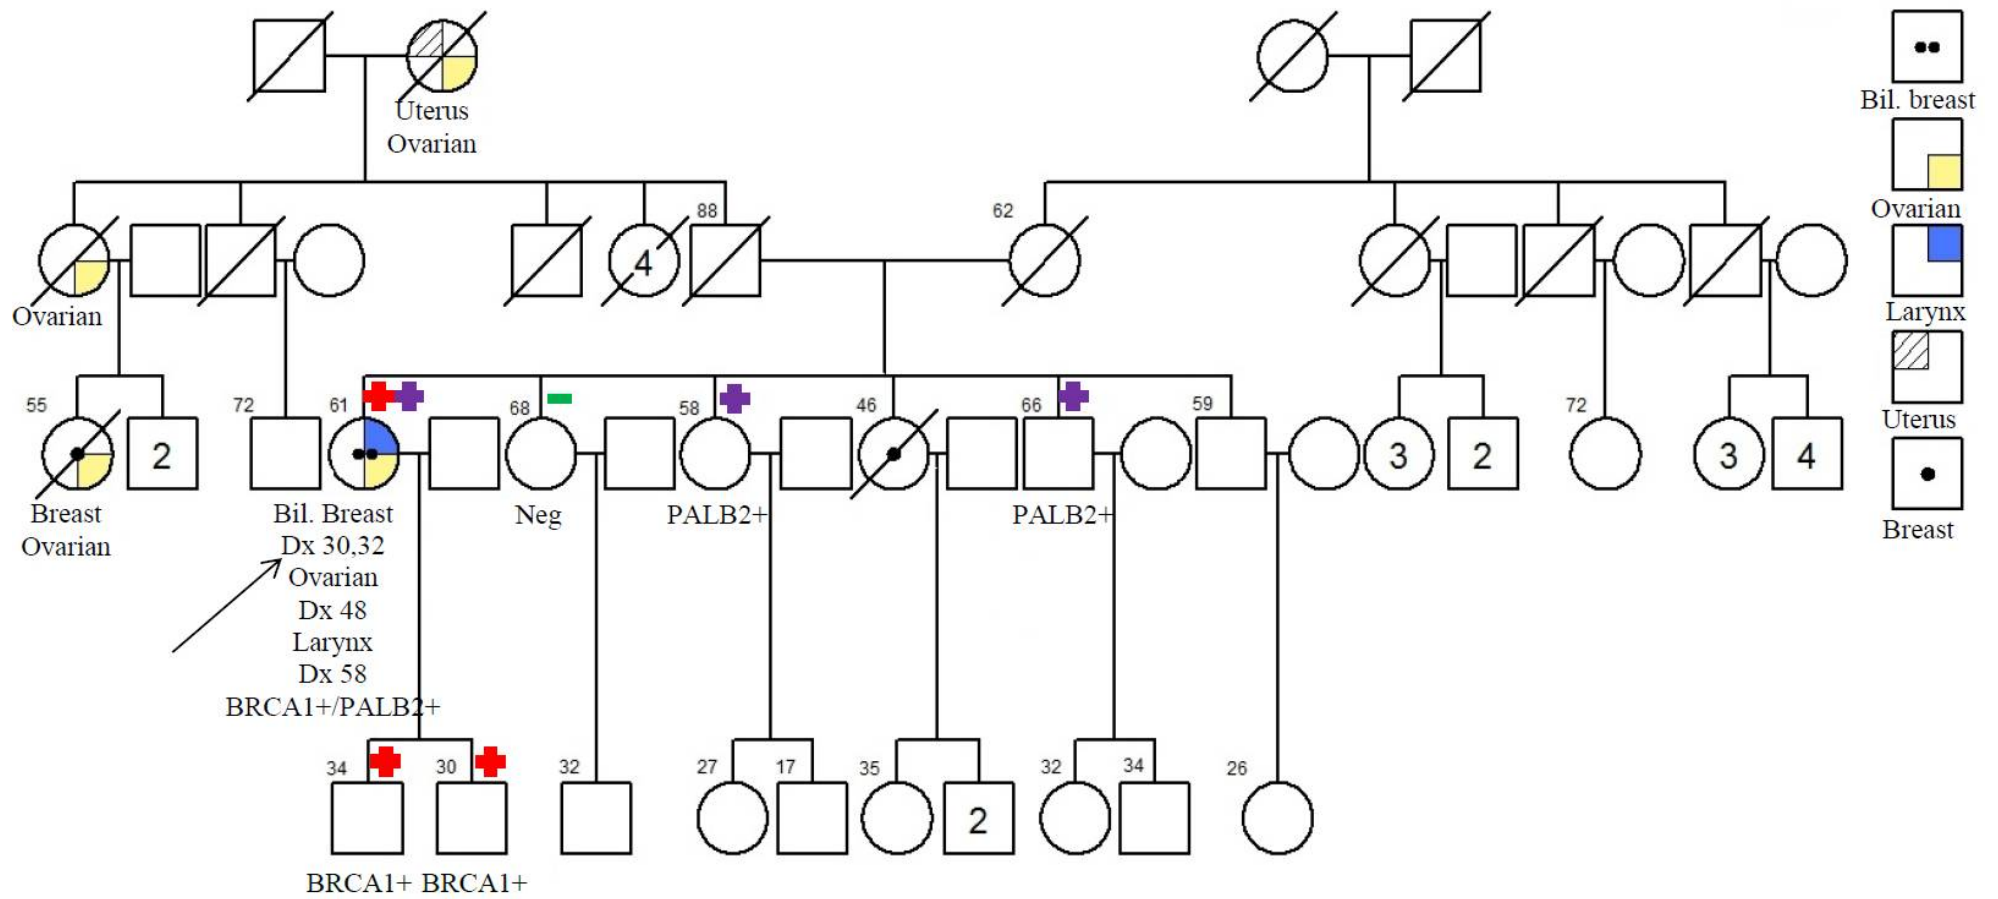 Uterus
Ovarian
Bil. breast
Ovarian
Larynx
Uterus
Breast
88
62
4
Ovarian
55
72
61
68
58
46
66
59
72
2
3
2
3
4
Breast
Ovarian
Bil. Breast
Dx 30,32
Ovarian
Dx 48
Larynx
Dx 58
BRCA1+/PALB2+
Neg
PALB2+
PALB2+
34
30
32
27
17
35
32
34
26
2
BRCA1+ BRCA1+